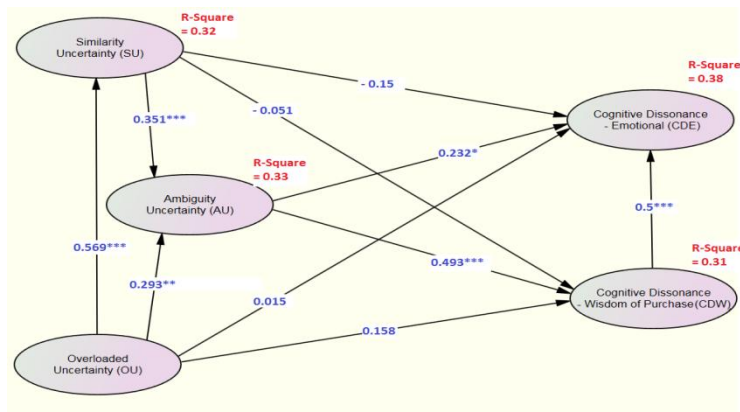 R-Square
= 0.32
Similarity
Uncertainty (SU)
R-Square
= 0.38
- 0.15
Cognitive Dissonance
- Emotional (CDE)
- 0.051
0.351***
0.232*
R-Square
= 0.33
Ambiguity
Uncertainty (AU)
0.5***
0.569***
0.493***
R-Square
= 0.31
0.293**
0.015
Cognitive Dissonance
- Wisdom of Purchase(CDW)
0.158
Overloaded
Uncertainty (OU)